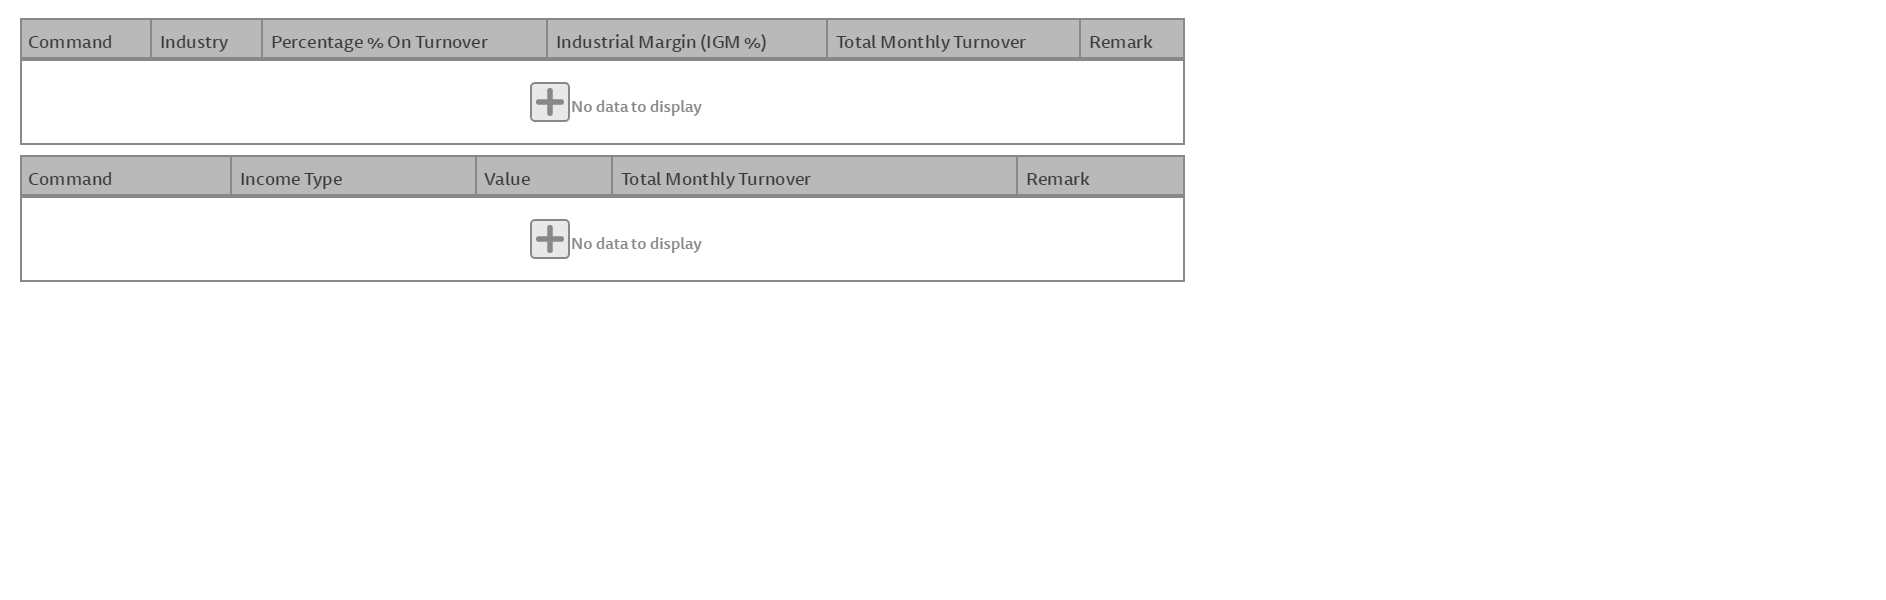 Command Industry Percentage % On Turnover Industrial Margin (IGM %) Total Monthly Turnover Remark
No data to display
Command Income Type Value Total Monthly Turnover Remark
No data to display